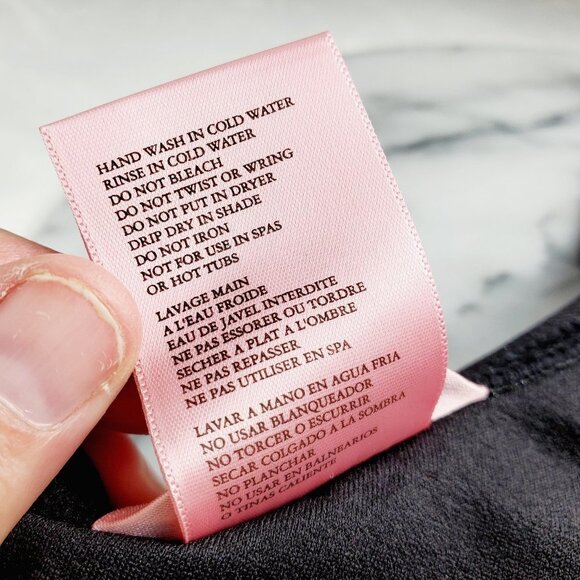 HAND WASH IN COLD WATER
RINSE IN COLD WATER
DO NOT BLEACH
DO NOT TWIST OR WRING
DO NOT PUT IN DRYER
DRIP DRY IN SHADE
DO NOT IRON
NOT FOR USE IN SPAS
OR HOT TUBS
LAVAGE MAIN
A L'EAU FROIDE
EAU DE JAVEL INTERDITE
NE PAS ESSORER OU TORDRE
SECHER A PLAT A L'OMBRE
NE PAS REPASSER
NE PAS UTILISER EN SPA
LAVAR A MANO EN AGUA FRIA
NO USAR BLANQUEADOR
NO TORCER O ESCURRIR
SECAR COLGADO A LA SOMBRA
NO PLANCHAR
NO USAR EN BALNEARIOS
O TINAS CALIENTE